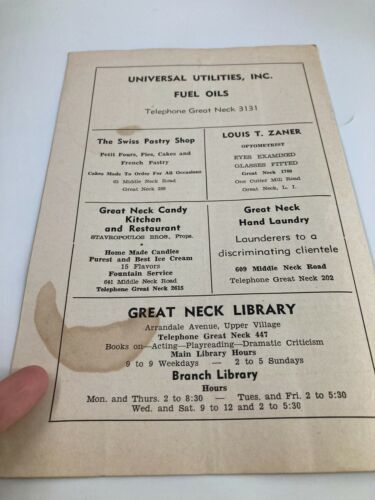 UNIVERSAL UTILITIES, INC.
FUEL OILS
Telephone Great Neck 3131
The Swiss Pastry Shop
Petit Fours, Pies, Cakes and
French Pastry
Cakes Made To Order For All Occasions
61 Middle Neck Road
Great Neck 288
LOUIS T. ZANER
OPTOMETRIST
EYES EXAMINED
GLASSES FITTED
Great Neck 1798
One Cutter Mill Road
Great Neck, L. I.
Great Neck Candy
Kitchen
and Restaurant
STAVROPOULOS BROS., Props.
*
Home Made Candies
Purest and Best Ice Cream
15 Flavors
Fountain Service
641 Middle Neck Road
Telephone Great Neck 2615
Great Neck
Hand Laundry
Launderers to a
discriminating clientele
609 Middle Neck Road
Telephone Great Neck 202
GREAT NECK LIBRARY
Arrandale Avenue, Upper Village
Telephone Great Neck 447
Books on—Acting—Playreading—Dramatic Criticism
Main Library Hours
9 to 9 Weekdays — 2 to 5 Sundays
Branch Library
Hours
Mon. and Thurs. 2 to 8:30 — Tues. and Fri. 2 to 5:30
Wed. and Sat. 9 to 12 and 2 to 5:30